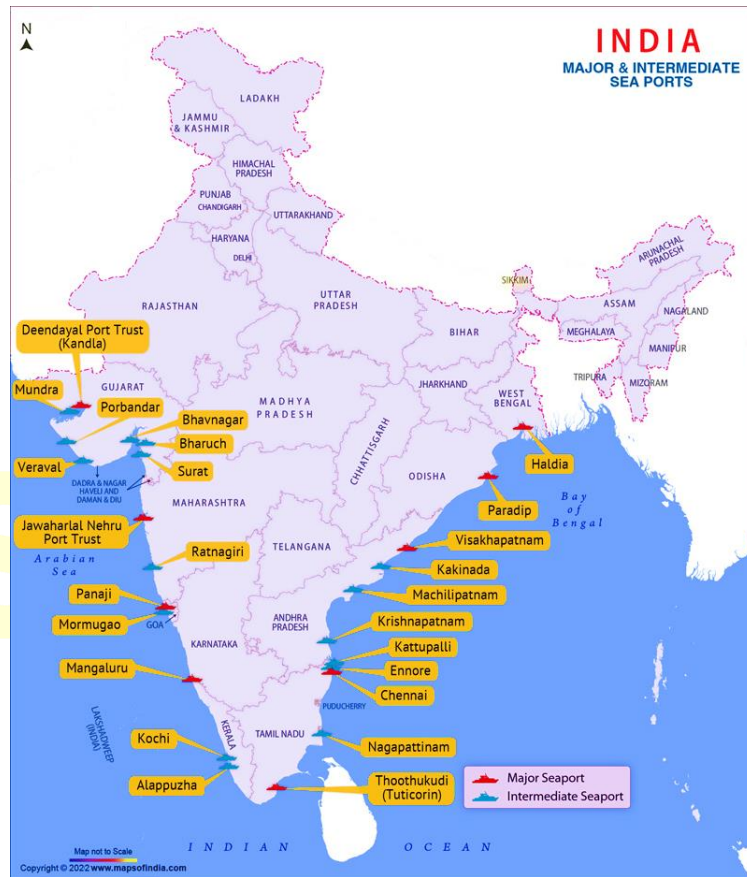 N
INDIA
MAJOR & INTERMEDIATE
SEA PORTS
LADAKH
JAMMU
& KASHMIR
HIMACHAL
PRADESH
PUNJAB
CHANDIGARH
UTTARAKHAND
HARYANA
DELHI
ARUNACHAL
PRADESH
SIKKIM
RAJASTHAN
UTTAR
PRADESH
ASSAM
NAGALAND
BIHAR
MEGHALAYA
MANIPUR
Deendayal Port Trust
(Kandla)
TRIPURA
MIZORAM
GUJARAT
JHARKHAND
WEST
BENGAL
Mundra
Porbandar
MADHYA
PRADESH
Bhavnagar
Bharuch
Veraval
Surat
CHHATTISGARH
Haldia
DADRA & NAGAR
HAVELI AND
DAMAN & DIU
ODISHA
MAHARASHTRA
Paradip
Bay
of
Bengal
Jawaharlal Nehru
Port Trust
Visakhapatnam
TELANGANA
Arabian
Sea
Ratnagiri
Kakinada
Panaji
Machilipatnam
Mormugao
GOA
Krishnapatnam
ANDHRA
PRADESH
KARNATAKA
Kattupalli
Ennore
Mangaluru
Chennai
PUDUCHERRY
LAKSHADWEEP
(INDIA)
KERALA
TAMIL NADU
Kochi
Nagapattinam
Alappuzha
Thoothukudi
(Tuticorin)
Major Seaport
Intermediate Seaport
INDIAN OCEAN
Map not to Scale
Copyright © 2022 www.mapsofindia.com